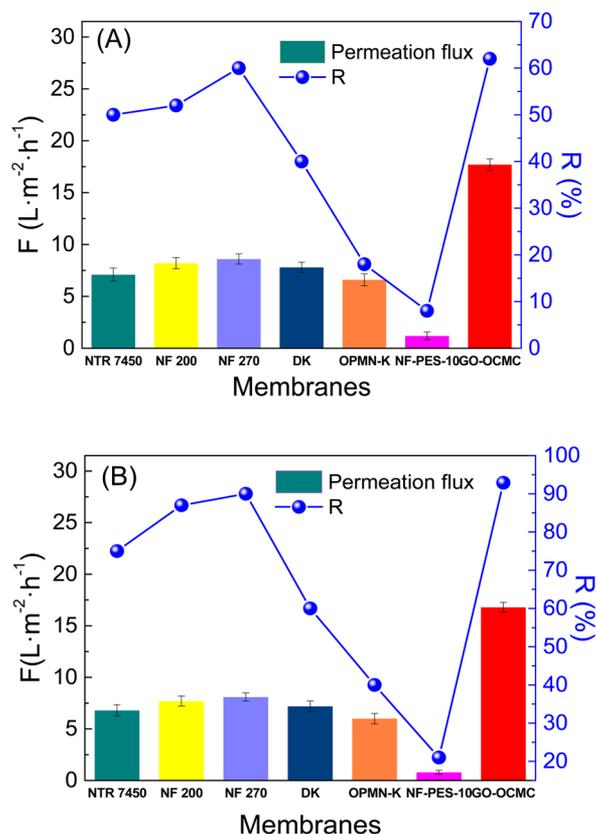 (A)
Permeation flux
R
F (L·m⁻²·h⁻¹)
30
25
20
15
10
5
0
R (%)
70
60
50
40
30
20
10
0
NTR 7450 NF 200 NF 270 DK OPMN-K NF-PES-10 GO-OCMC
Membranes
(B)
Permeation flux
R
F(L·m⁻²·h⁻¹)
30
25
20
15
10
5
0
R (%)
100
90
80
70
60
50
40
30
20
NTR 7450 NF 200 NF 270 DK OPMN-K NF-PES-10 GO-OCMC
Membranes